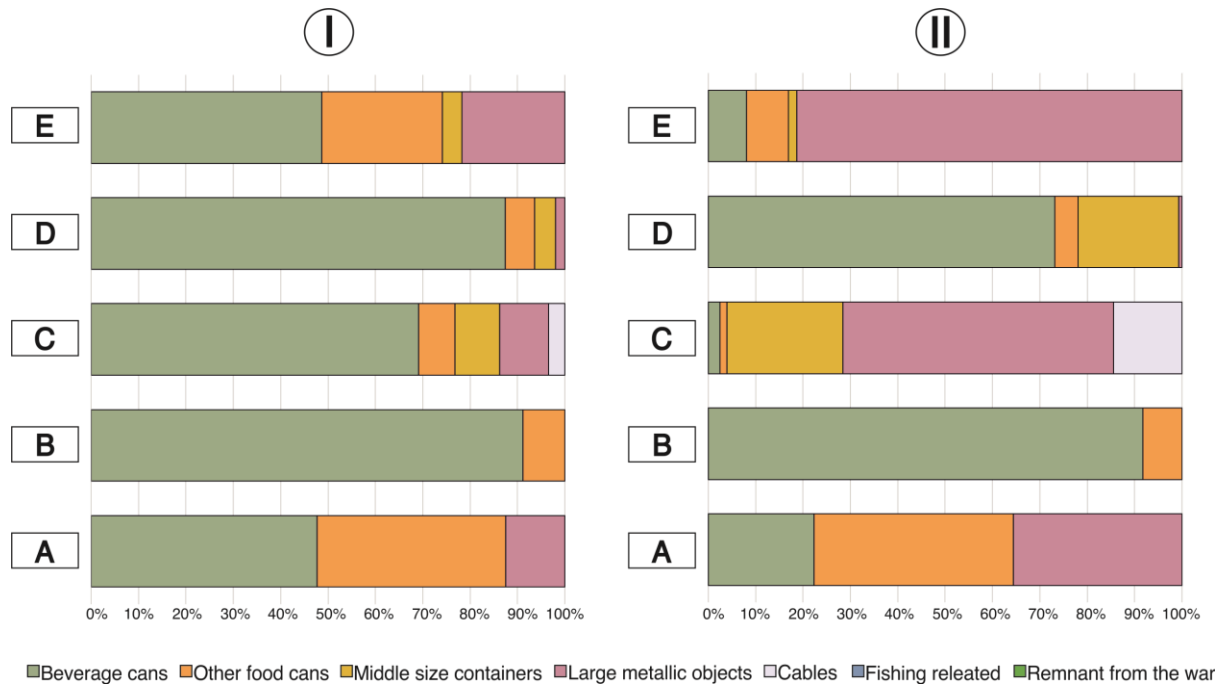 I II
E E
D D
C C
B B
A A
0% 10% 20% 30% 40% 50% 60% 70% 80% 90% 100% 0% 10% 20% 30% 40% 50% 60% 70% 80% 90% 100%
Beverage cans Other food cans Middle size containers Large metallic objects Cables Fishing releated Remnant from the war